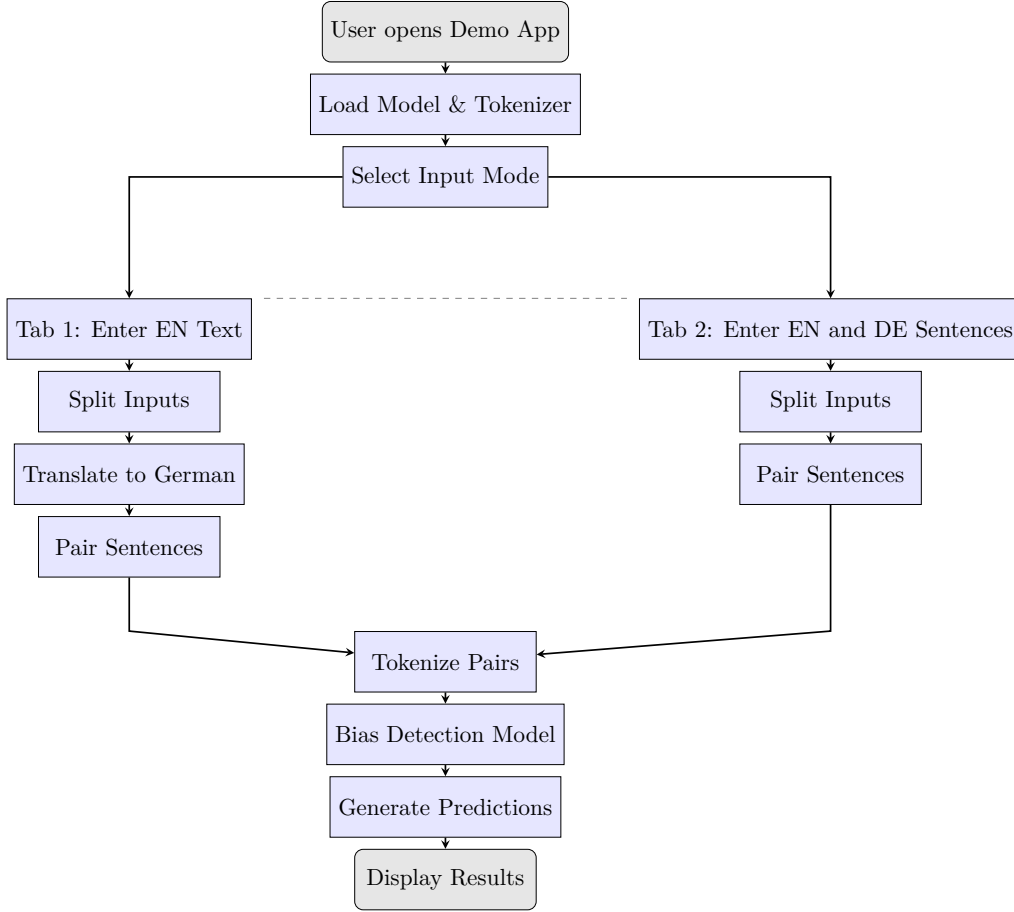 User opens Demo App
Load Model & Tokenizer
Select Input Mode
Tab 1: Enter EN Text
Split Inputs
Translate to German
Pair Sentences
Tab 2: Enter EN and DE Sentences
Split Inputs
Pair Sentences
Tokenize Pairs
Bias Detection Model
Generate Predictions
Display Results